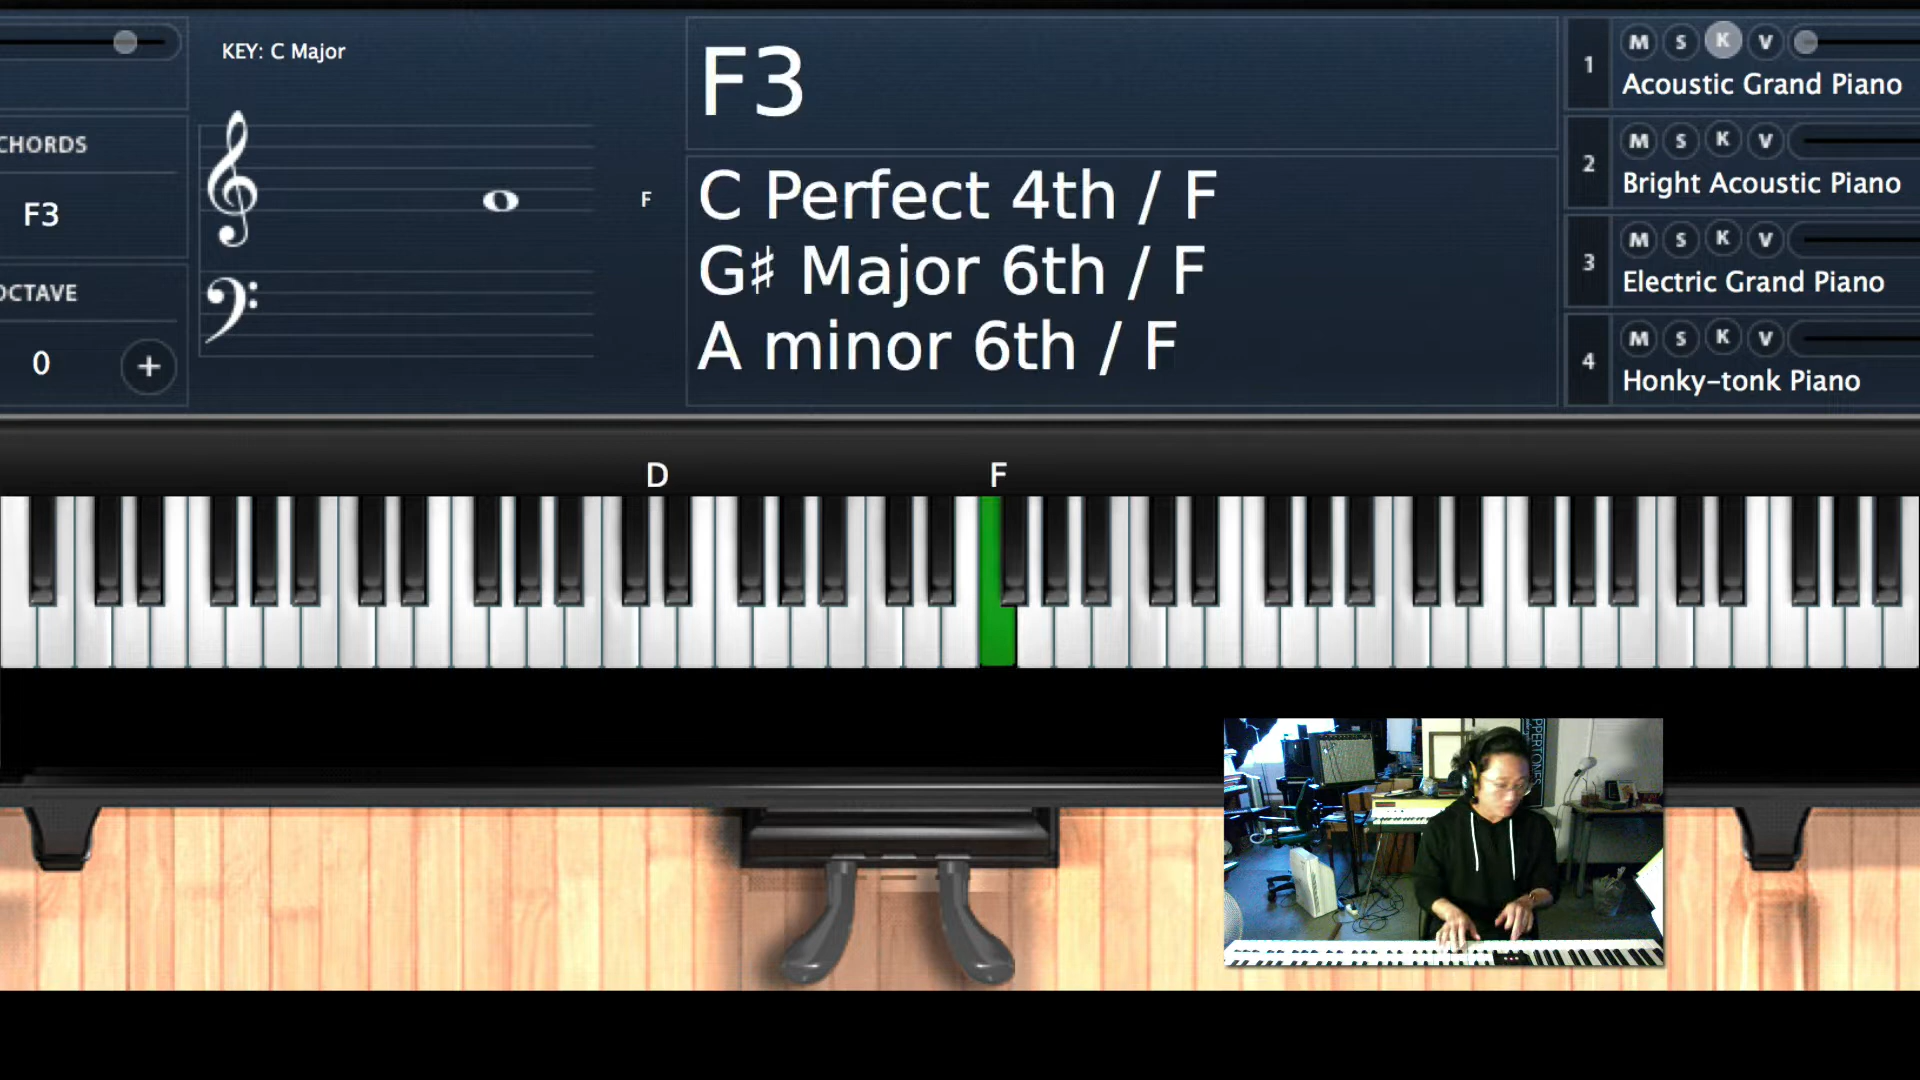 KEY: C Major
F3
C Perfect 4th / F
G♯ Major 6th / F
A minor 6th / F
F
CHORDS
F3
OCTAVE
0
+
1
M S K V
Acoustic Grand Piano
2
M S K V
Bright Acoustic Piano
3
M S K V
Electric Grand Piano
4
M S K V
Honky-tonk Piano
D
F
PPERTONES